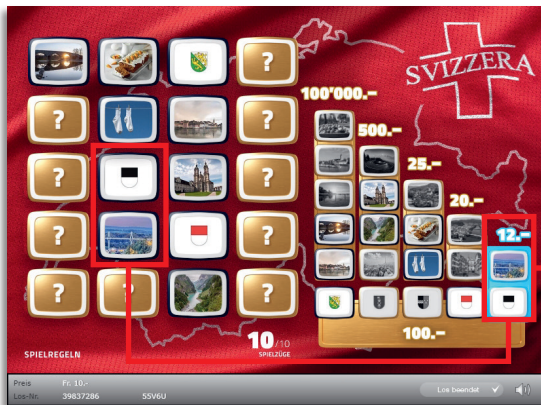 SVIZZERA
? 
100'000.-
? ?
500.-
? 
25.-
20.-
? ?
12.-
? ? ?
100.-
10/10
SPIELZÜGE
SPIELREGELN
Preis Fr. 10.-
Los beendet
Los-Nr. 39837286 5SV6U